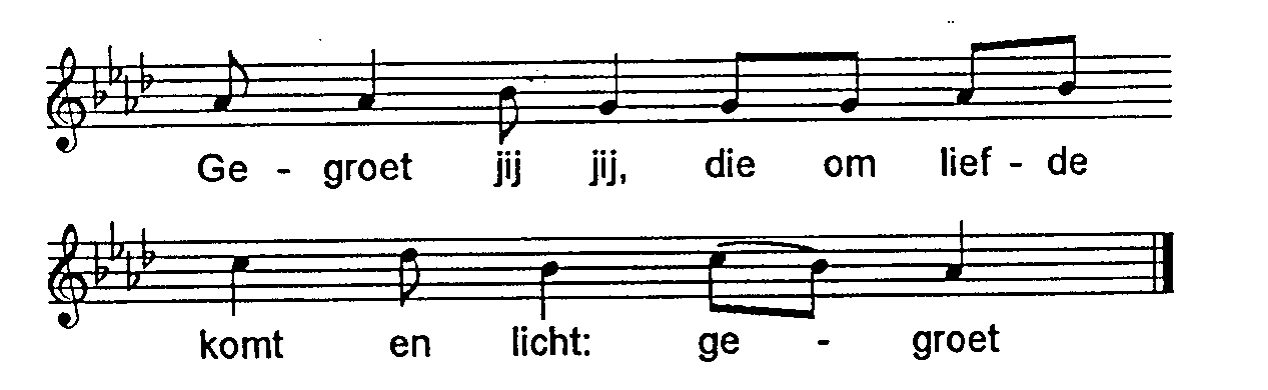 Ge - groet jij jij, die om lief - de
komt en licht: ge - groet